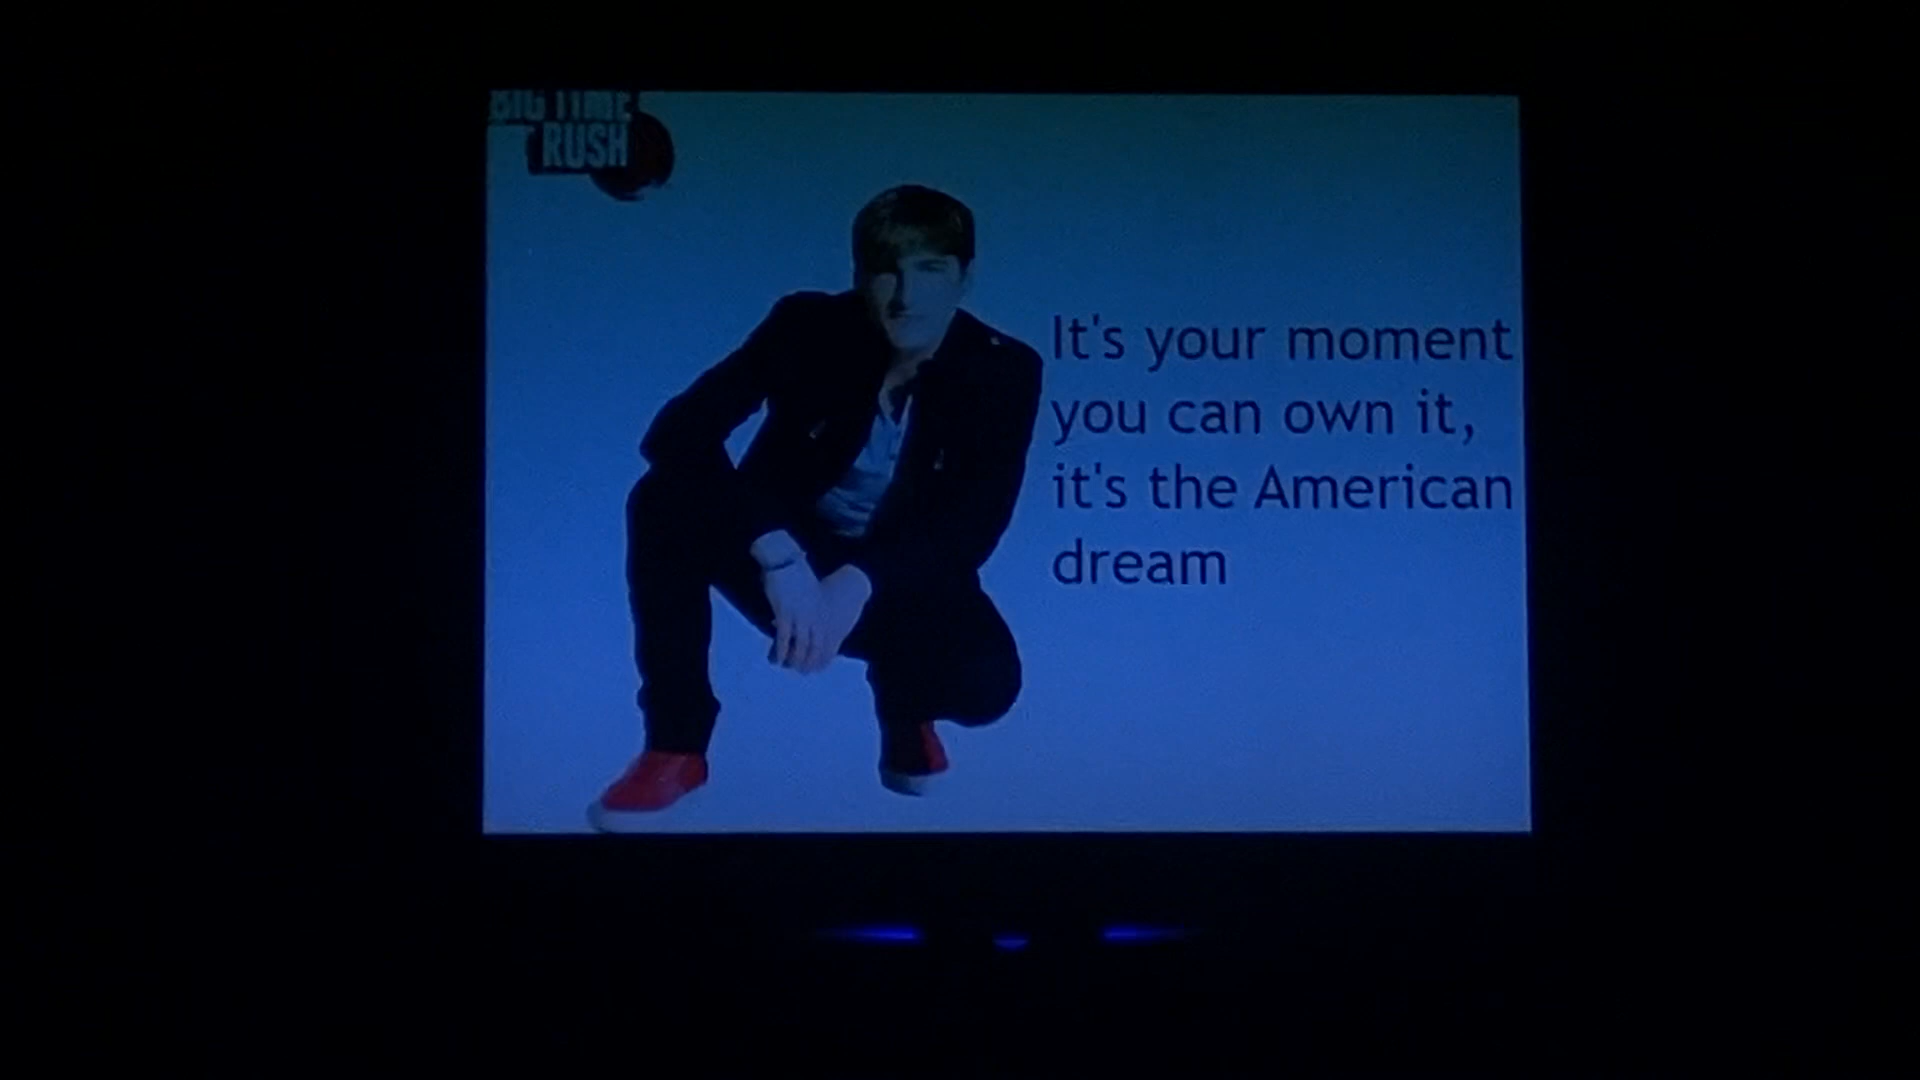 BIG TIME
RUSH
It's your moment
you can own it,
it's the American
dream